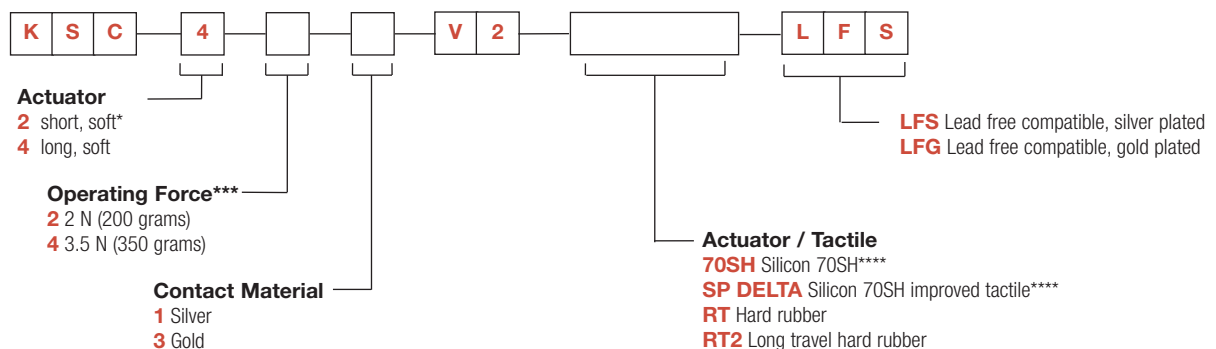 K S C 4 V 2 L F S
Actuator
2 short, soft*
4 long, soft
LFS Lead free compatible, silver plated
LFG Lead free compatible, gold plated
Operating Force***
2 2 N (200 grams)
4 3.5 N (350 grams)
Actuator / Tactile
70SH Silicon 70SH****
SP DELTA Silicon 70SH improved tactile****
RT Hard rubber
RT2 Long travel hard rubber
Contact Material
1 Silver
3 Gold